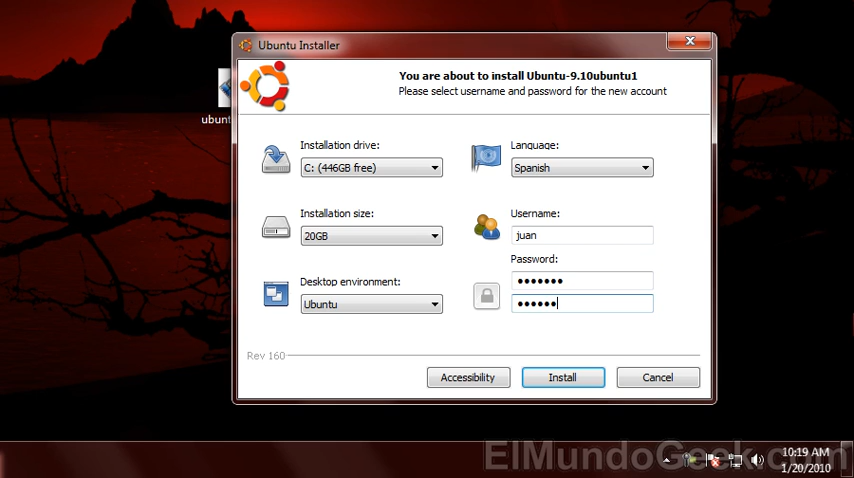 Ubuntu Installer
You are about to install Ubuntu-9.10ubuntu1
Please select username and password for the new account
ubunt
Installation drive:
C: (446GB free)
Language:
Spanish
Installation size:
20GB
Username:
juan
Password:
•••••••
••••••
Desktop environment:
Ubuntu
Rev 160
Accessibility
Install
Cancel
ElMundoGeek.com
10:19 AM
1/20/2010